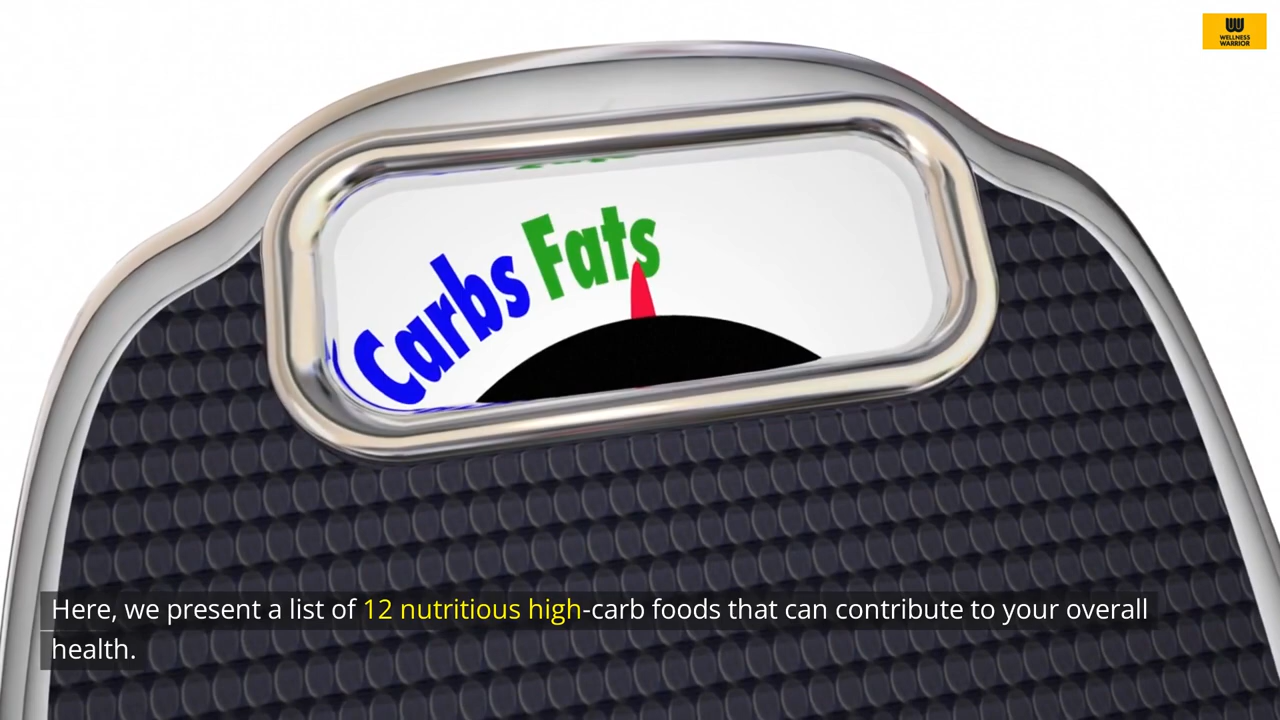 WELLNESS
WARRIOR
Carbs Fats
Here, we present a list of 12 nutritious high-carb foods that can contribute to your overall
health.